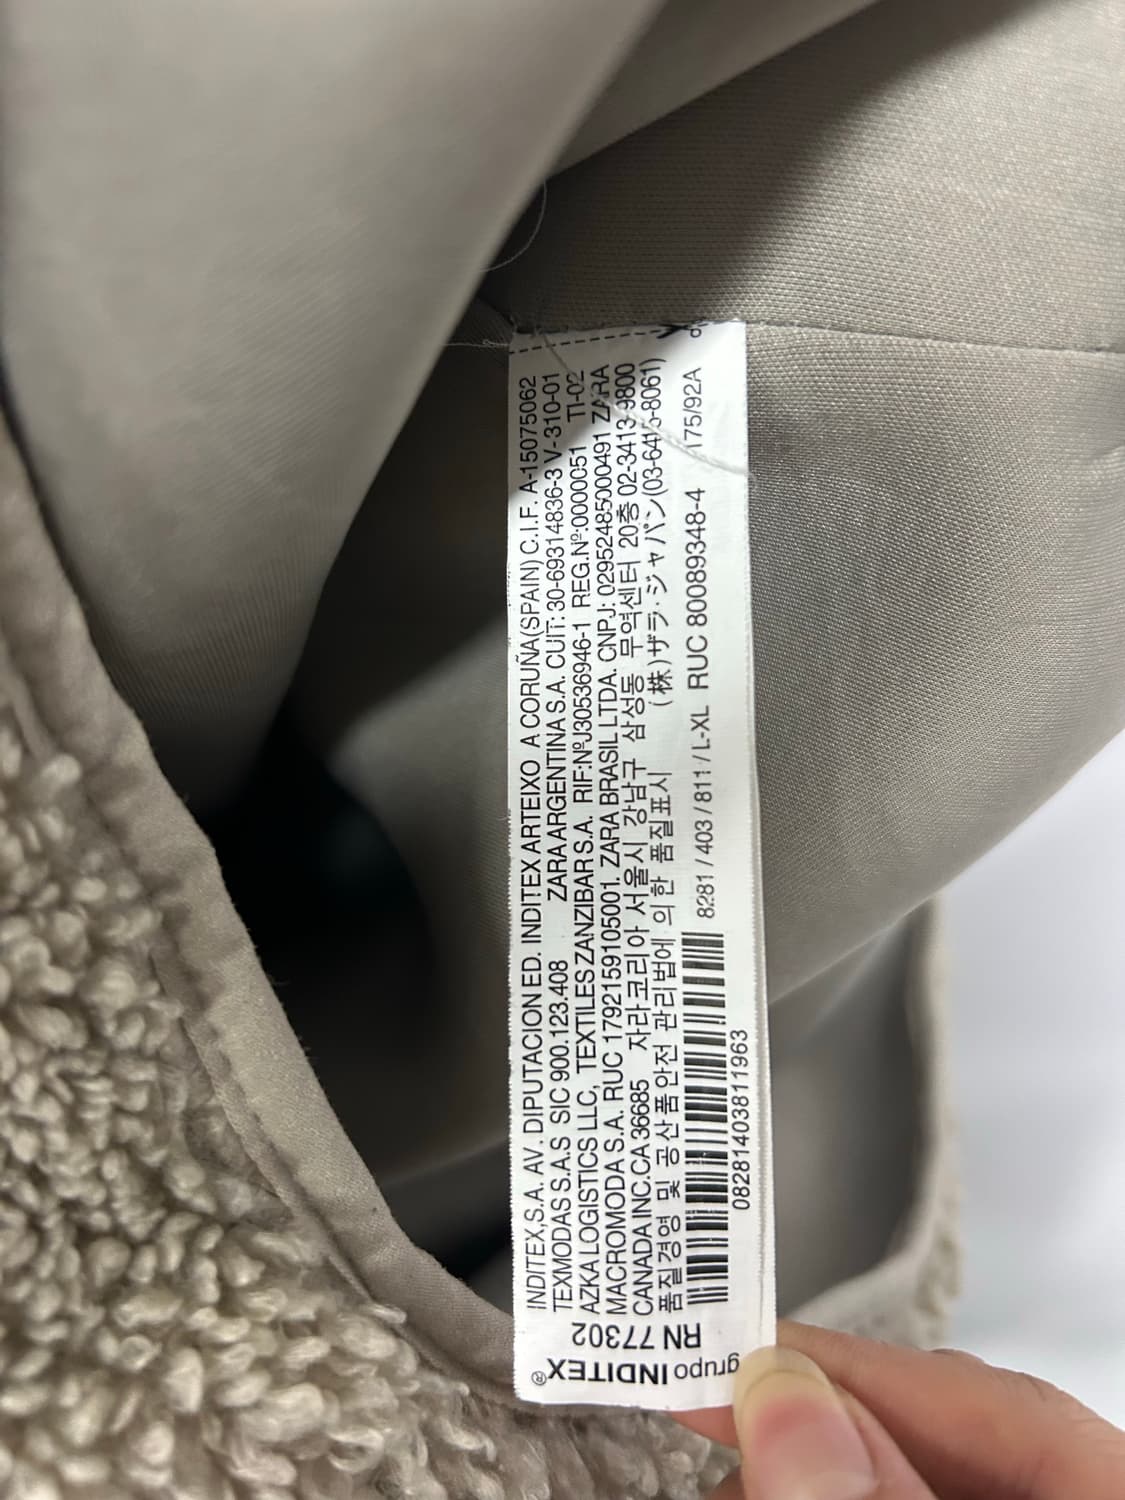 INDITEX,S.A. AV. DIPUTACION ED. INDITEX ARTEIXO A CORUÑA(SPAIN) C.I.F. A-15075062
TEXMODAS S.A.S SIC 900.123.408 ZARA ARGENTINA S.A. CUIT: 30-69314836-3 V-310-01
AZKA LOGISTICS LLC, TEXTILES ZANZIBAR S.A. RIF:NºJ30536946-1 REG.Nº:0000051 TI-02
MACROMODA S.A. RUC 1792159105001. ZARA BRASIL LTDA. CNPJ: 02952485000491 ZARA
CANADA INC.CA 36685 자라코리아 서울시 강남구 삼성동 무역센터 20층 02-3413-9800
품질경영 및 공산품안전 관리법에 의한 품질표시 (株)ザラ·ジャパン(03-6415-8061)
8281 / 403 / 811 / L-XL RUC 80089348-4 175/92A
08281403811963
RN 77302
grupo INDITEX®